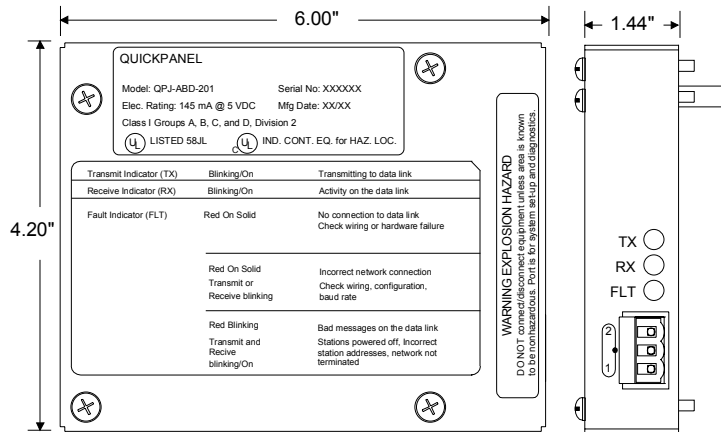 6.00"
1.44"
4.20"
QUICKPANEL
Model: QPJ-ABD-201 Serial No: XXXXXX
Elec. Rating: 145 mA @ 5 VDC Mfg Date: XX/XX
Class I Groups A, B, C, and D, Division 2
UL LISTED 58JL C UL IND. CONT. EQ. for HAZ. LOC.
Transmit Indicator (TX) Blinking/On Transmitting to data link
Receive Indicator (RX) Blinking/On Activity on the data link
Fault Indicator (FLT) Red On Solid No connection to data link
Check wiring or hardware failure
Red On Solid Incorrect network connection
Transmit or Check wiring, configuration,
Receive blinking baud rate
Red Blinking Bad messages on the data link
Transmit and Stations powered off, Incorrect
Recive station addresses, network not
blinking/On terminated
WARNING EXPLOSION HAZARD
DO NOT connect/disconnect equipment unless area is known
to be nonhazardous. Port is for system set-up and diagnostics.
TX
RX
FLT
2
1